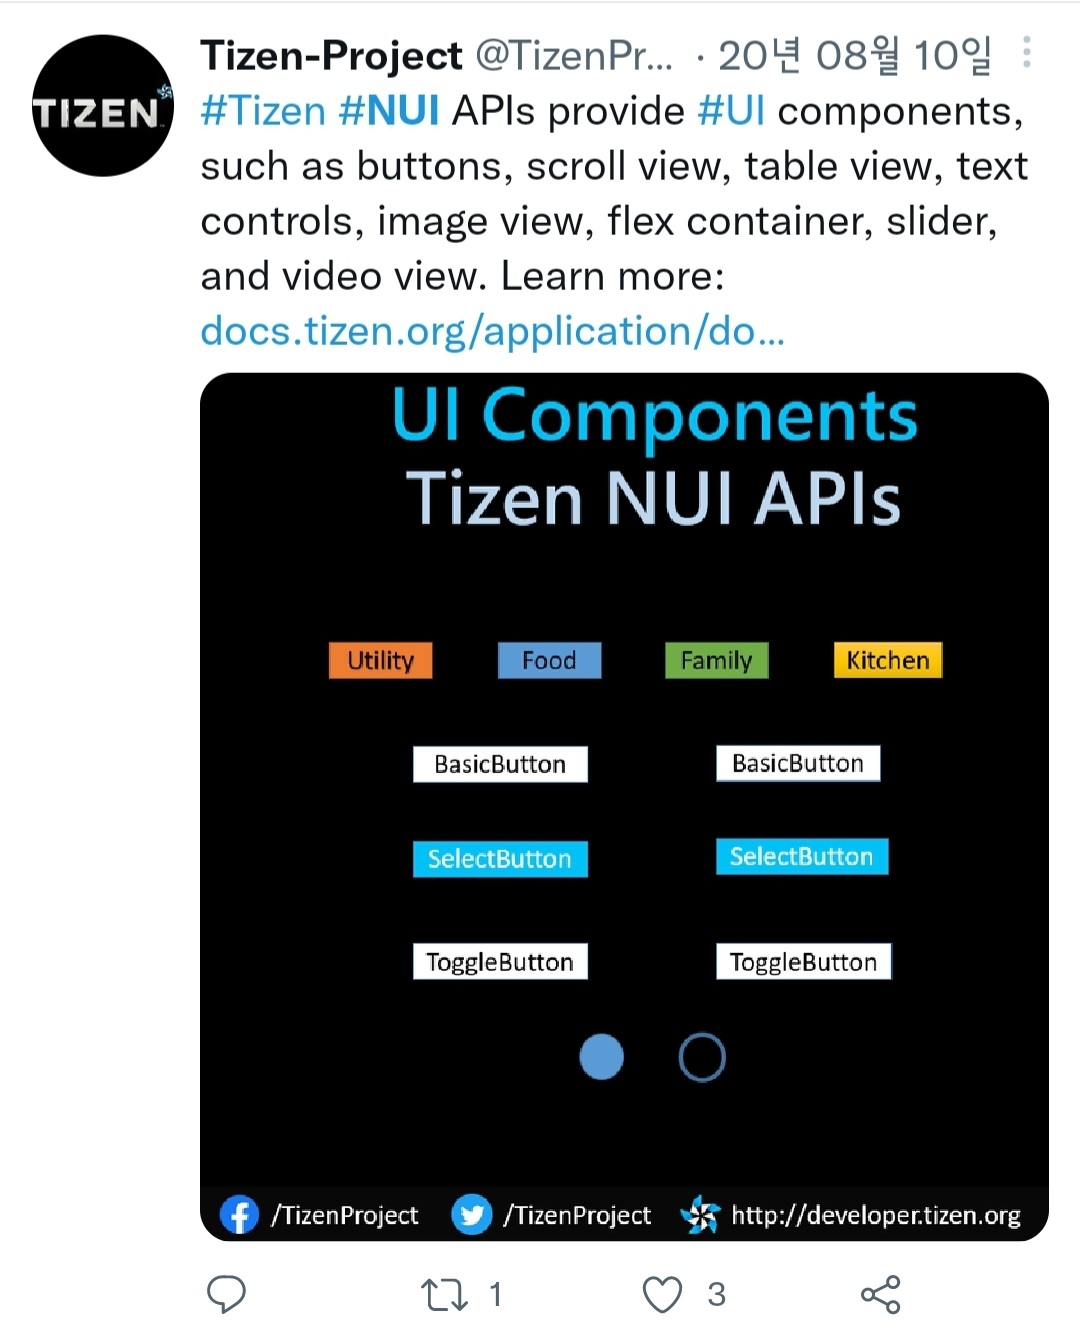 TIZEN
Tizen-Project @TizenPr... · 20년 08월 10일
#Tizen #NUI APIs provide #UI components,
such as buttons, scroll view, table view, text
controls, image view, flex container, slider,
and video view. Learn more:
docs.tizen.org/application/do...
UI Components
Tizen NUI APIs
Utility Food Family Kitchen
BasicButton BasicButton
SelectButton SelectButton
ToggleButton ToggleButton
/TizenProject /TizenProject http://developer.tizen.org
1 3